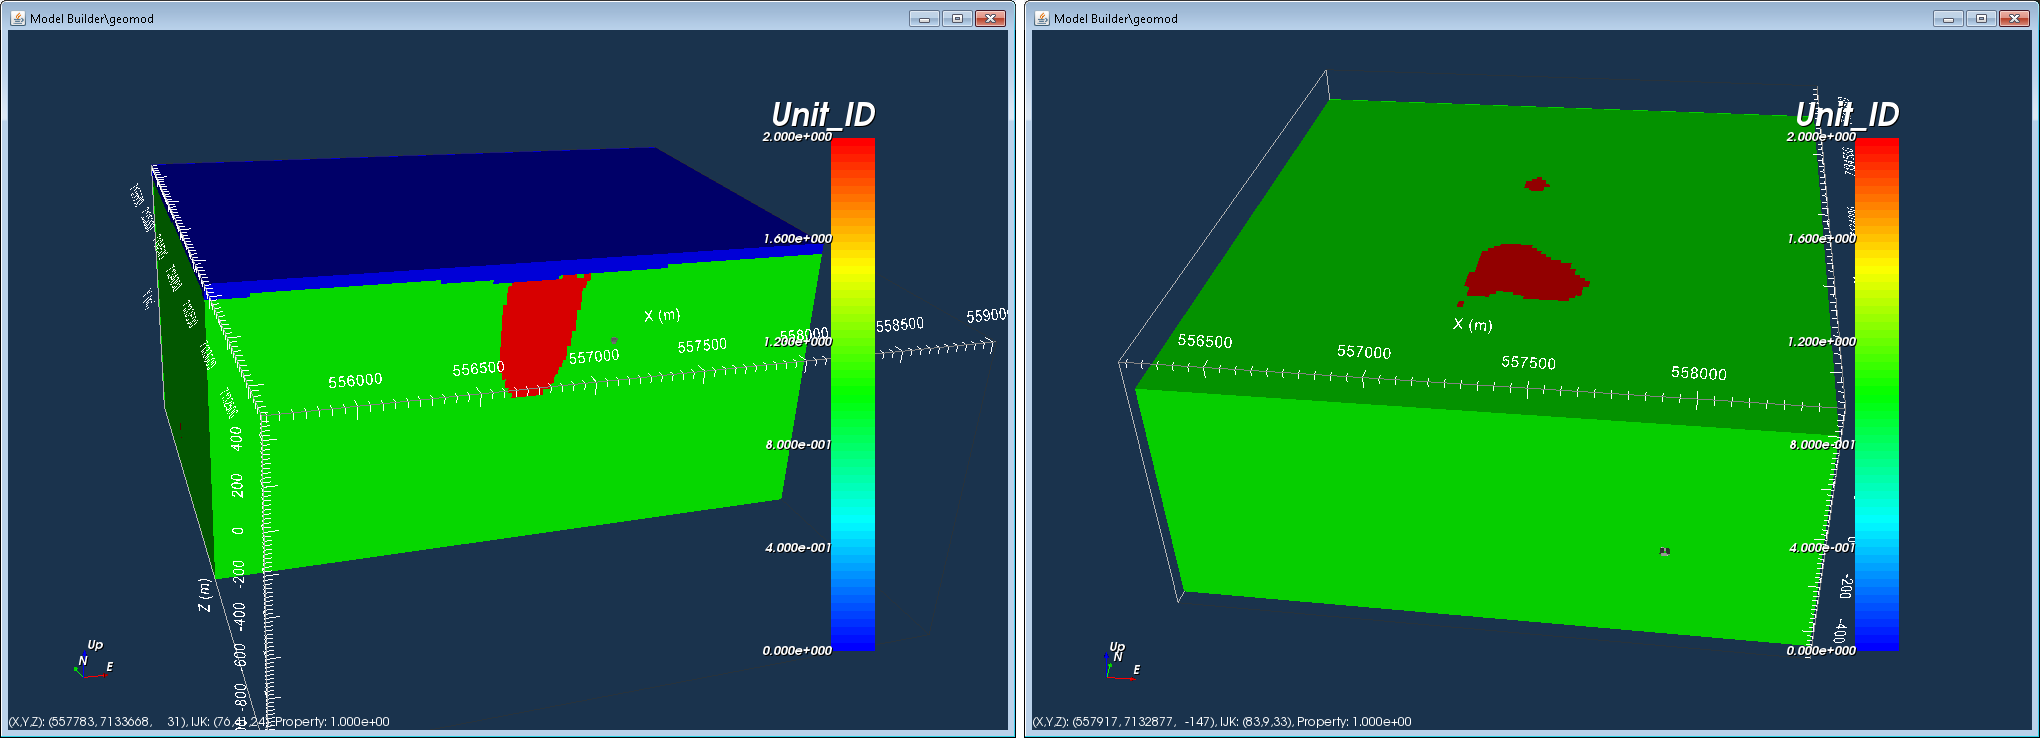 Model Builder\geomod
Unit_ID
2.000e+000
1.600e+000
1.200e+000
8.000e-001
4.000e-001
0.000e+000
X (m)
556000
556500
557000
557500
558000
558500
559000
400
200
0
-200
-400
-600
-800
Z (m)
Up
N
E
(X,Y,Z): (557783, 7133668, 31), IJK: (76,41,24), Property: 1.000e+00
Model Builder\geomod
Unit_ID
2.000e+000
1.600e+000
1.200e+000
8.000e-001
4.000e-001
0.000e+000
X (m)
556500
557000
557500
558000
-200
-400
Up
N
E
(X,Y,Z): (557917, 7132877, -147), IJK: (83,9,33), Property: 1.000e+00